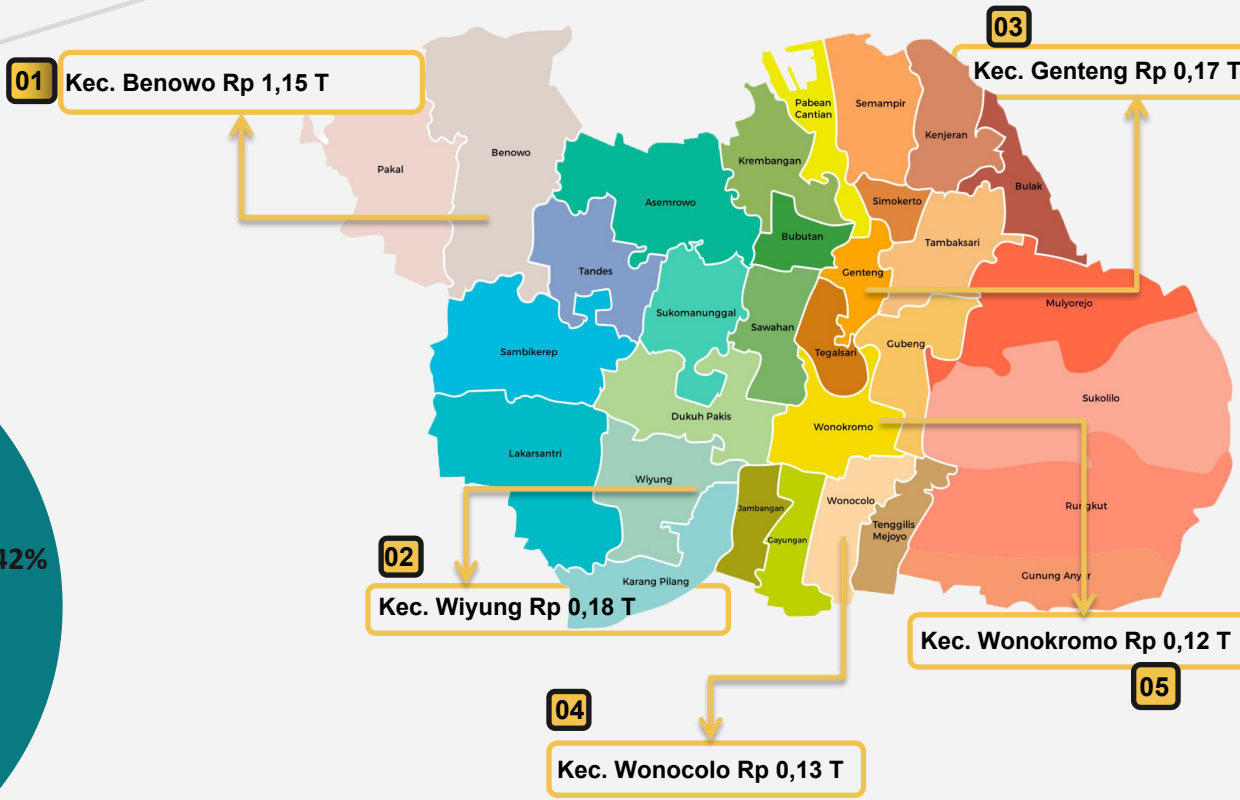 03
01
Kec. Benowo Rp 1,15 T
Kec. Genteng Rp 0,17 T
Pabean
Cantian
Semampir
Kenjeran
Krembangan
Benowo
Pakal
Bulak
Asemrowo
Simokerto
Bubutan
Tambaksari
Tandes
Genteng
Mulyorejo
Sukomanunggal
Sawahan
Gubeng
Sambikerep
Tegalsari
Sukolilo
Dukuh Pakis
Wonokromo
Lakarsantri
Wiyung
Wonocolo
Jambangan
Rungkut
Tenggilis
Mejoyo
Gayungan
42%
02
Karang Pilang
Gunung Anyar
Kec. Wiyung Rp 0,18 T
Kec. Wonokromo Rp 0,12 T
05
04
Kec. Wonocolo Rp 0,13 T